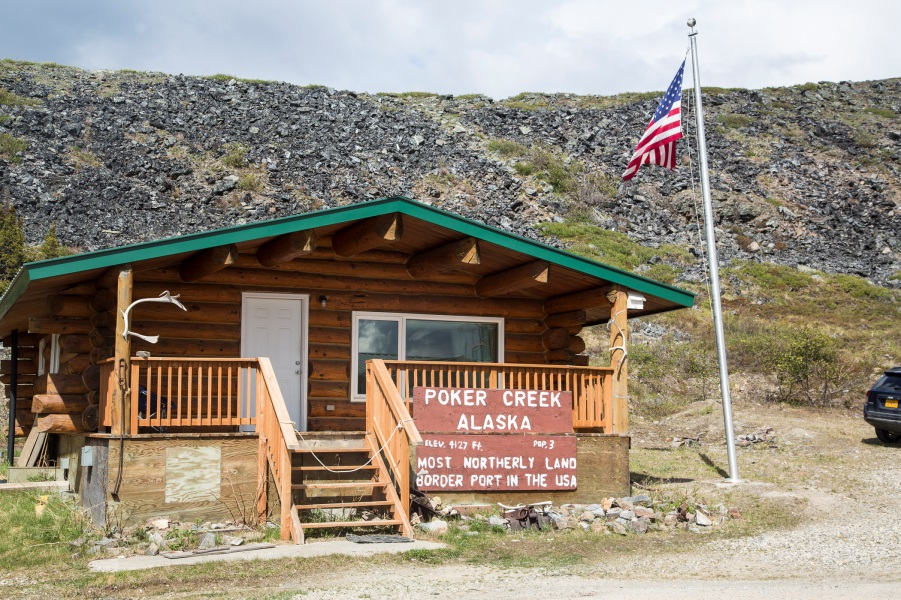 POKER CREEK
ALASKA
ELEV. 4127 FT. POP. 3
MOST NORTHERLY LAND
BORDER PORT IN THE USA